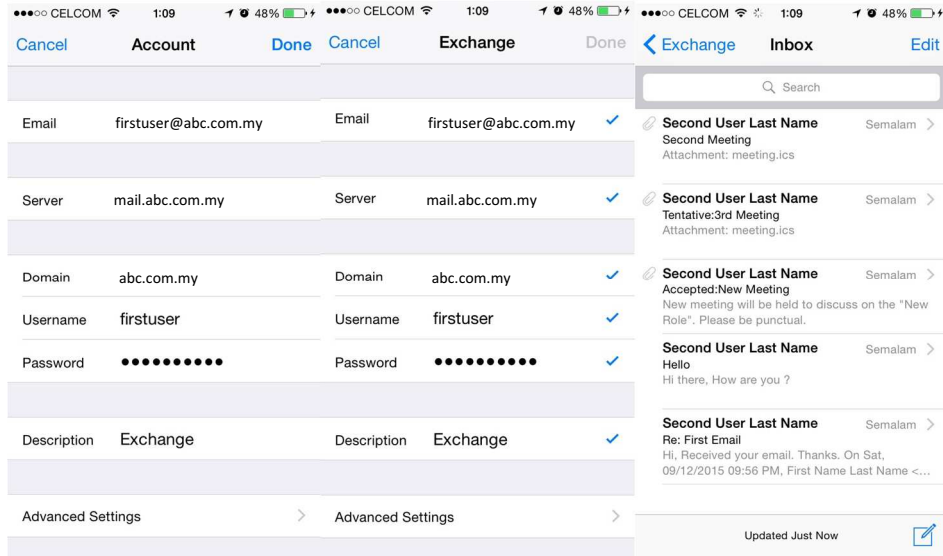 ●●●○○ CELCOM 1:09 48%
Cancel Account Done
Email firstuser@abc.com.my
Server mail.abc.com.my
Domain abc.com.my
Username firstuser
Password ●●●●●●●●●●
Description Exchange
Advanced Settings
●●●○○ CELCOM 1:09 48%
Cancel Exchange Done
Email firstuser@abc.com.my
Server mail.abc.com.my
Domain abc.com.my
Username firstuser
Password ●●●●●●●●●●
Description Exchange
Advanced Settings
●●●○○ CELCOM 1:09 48%
Exchange Inbox Edit
Search
Second User Last Name Semalam
Second Meeting
Attachment: meeting.ics
Second User Last Name Semalam
Tentative:3rd Meeting
Attachment: meeting.ics
Second User Last Name Semalam
Accepted:New Meeting
New meeting will be held to discuss on the "New
Role". Please be punctual.
Second User Last Name Semalam
Hello
Hi there, How are you ?
Second User Last Name Semalam
Re: First Email
Hi, Received your email. Thanks. On Sat,
09/12/2015 09:56 PM, First Name Last Name <...
Updated Just Now